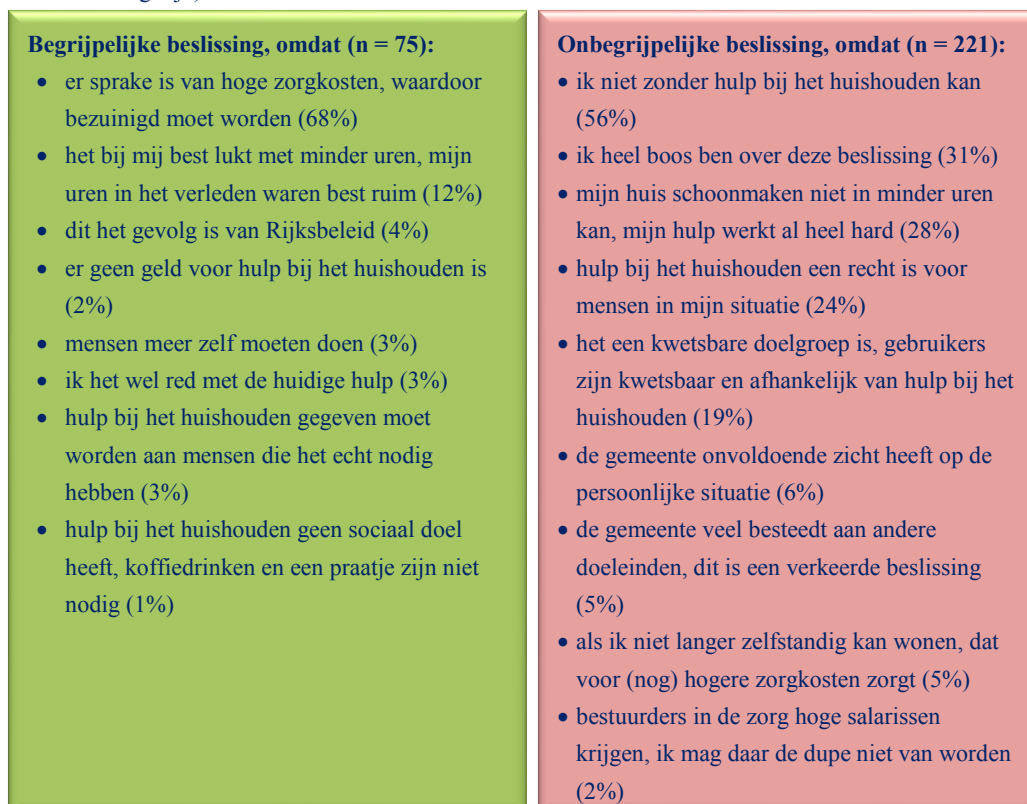 Begrijpelijke beslissing, omdat (n = 75):
• er sprake is van hoge zorgkosten, waardoor
bezuinigd moet worden (68%)
• het bij mij best lukt met minder uren, mijn
uren in het verleden waren best ruim (12%)
• dit het gevolg is van Rijksbeleid (4%)
• er geen geld voor hulp bij het huishouden is
(2%)
• mensen meer zelf moeten doen (3%)
• ik het wel red met de huidige hulp (3%)
• hulp bij het huishouden gegeven moet
worden aan mensen die het echt nodig
hebben (3%)
• hulp bij het huishouden geen sociaal doel
heeft, koffiedrinken en een praatje zijn niet
nodig (1%)
Onbegrijpelijke beslissing, omdat (n = 221):
• ik niet zonder hulp bij het huishouden kan
(56%)
• ik heel boos ben over deze beslissing (31%)
• mijn huis schoonmaken niet in minder uren
kan, mijn hulp werkt al heel hard (28%)
• hulp bij het huishouden een recht is voor
mensen in mijn situatie (24%)
• het een kwetsbare doelgroep is, gebruikers
zijn kwetsbaar en afhankelijk van hulp bij het
huishouden (19%)
• de gemeente onvoldoende zicht heeft op de
persoonlijke situatie (6%)
• de gemeente veel besteedt aan andere
doeleinden, dit is een verkeerde beslissing
(5%)
• als ik niet langer zelfstandig kan wonen, dat
voor (nog) hogere zorgkosten zorgt (5%)
• bestuurders in de zorg hoge salarissen
krijgen, ik mag daar de dupe niet van worden
(2%)